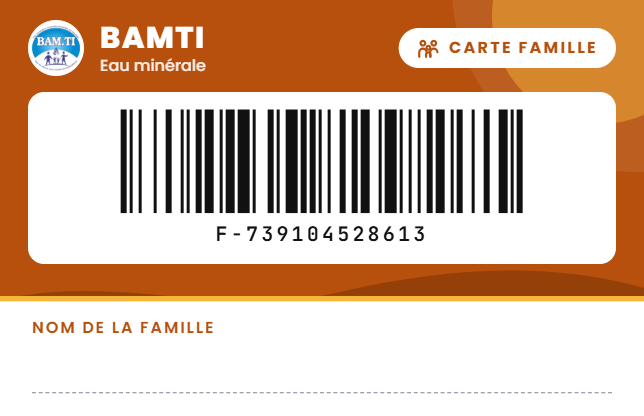 BAM.TI
BAMTI
Eau minérale
CARTE FAMILLE
F-739104528613
NOM DE LA FAMILLE